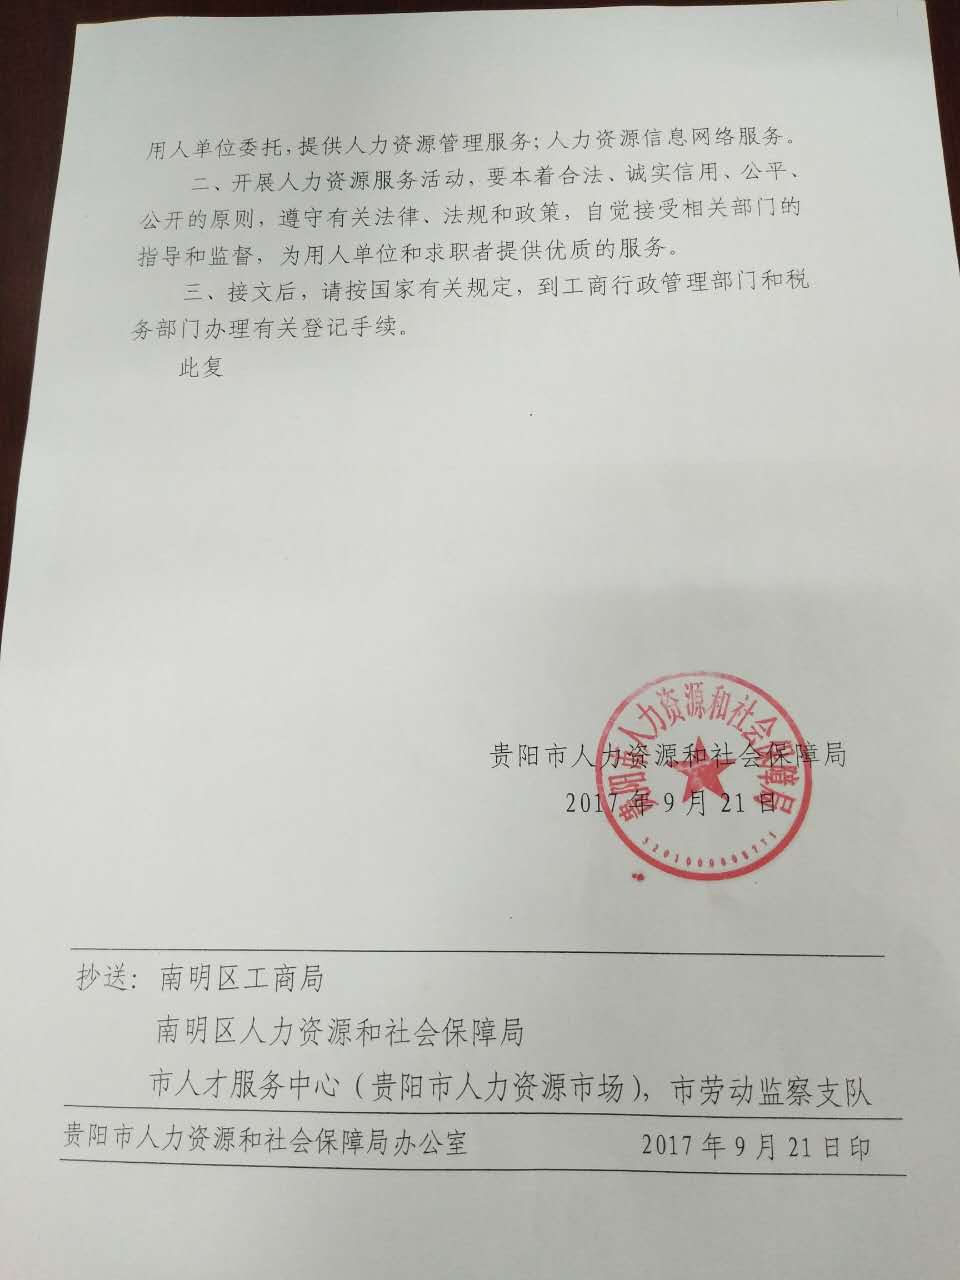 用人单位委托,提供人力资源管理服务;人力资源信息网络服务。
二、开展人力资源服务活动，要本着合法、诚实信用、公平、
公开的原则，遵守有关法律、法规和政策，自觉接受相关部门的
指导和监督，为用人单位和求职者提供优质的服务。
三、接文后，请按国家有关规定，到工商行政管理部门和税
务部门办理有关登记手续。
此复
贵阳市人力资源和社会保障局
2017年9月21日
贵阳市人力资源和社会保障局
抄送：南明区工商局
南明区人力资源和社会保障局
市人才服务中心（贵阳市人力资源市场），市劳动监察支队
贵阳市人力资源和社会保障局办公室 2017年9月21日印